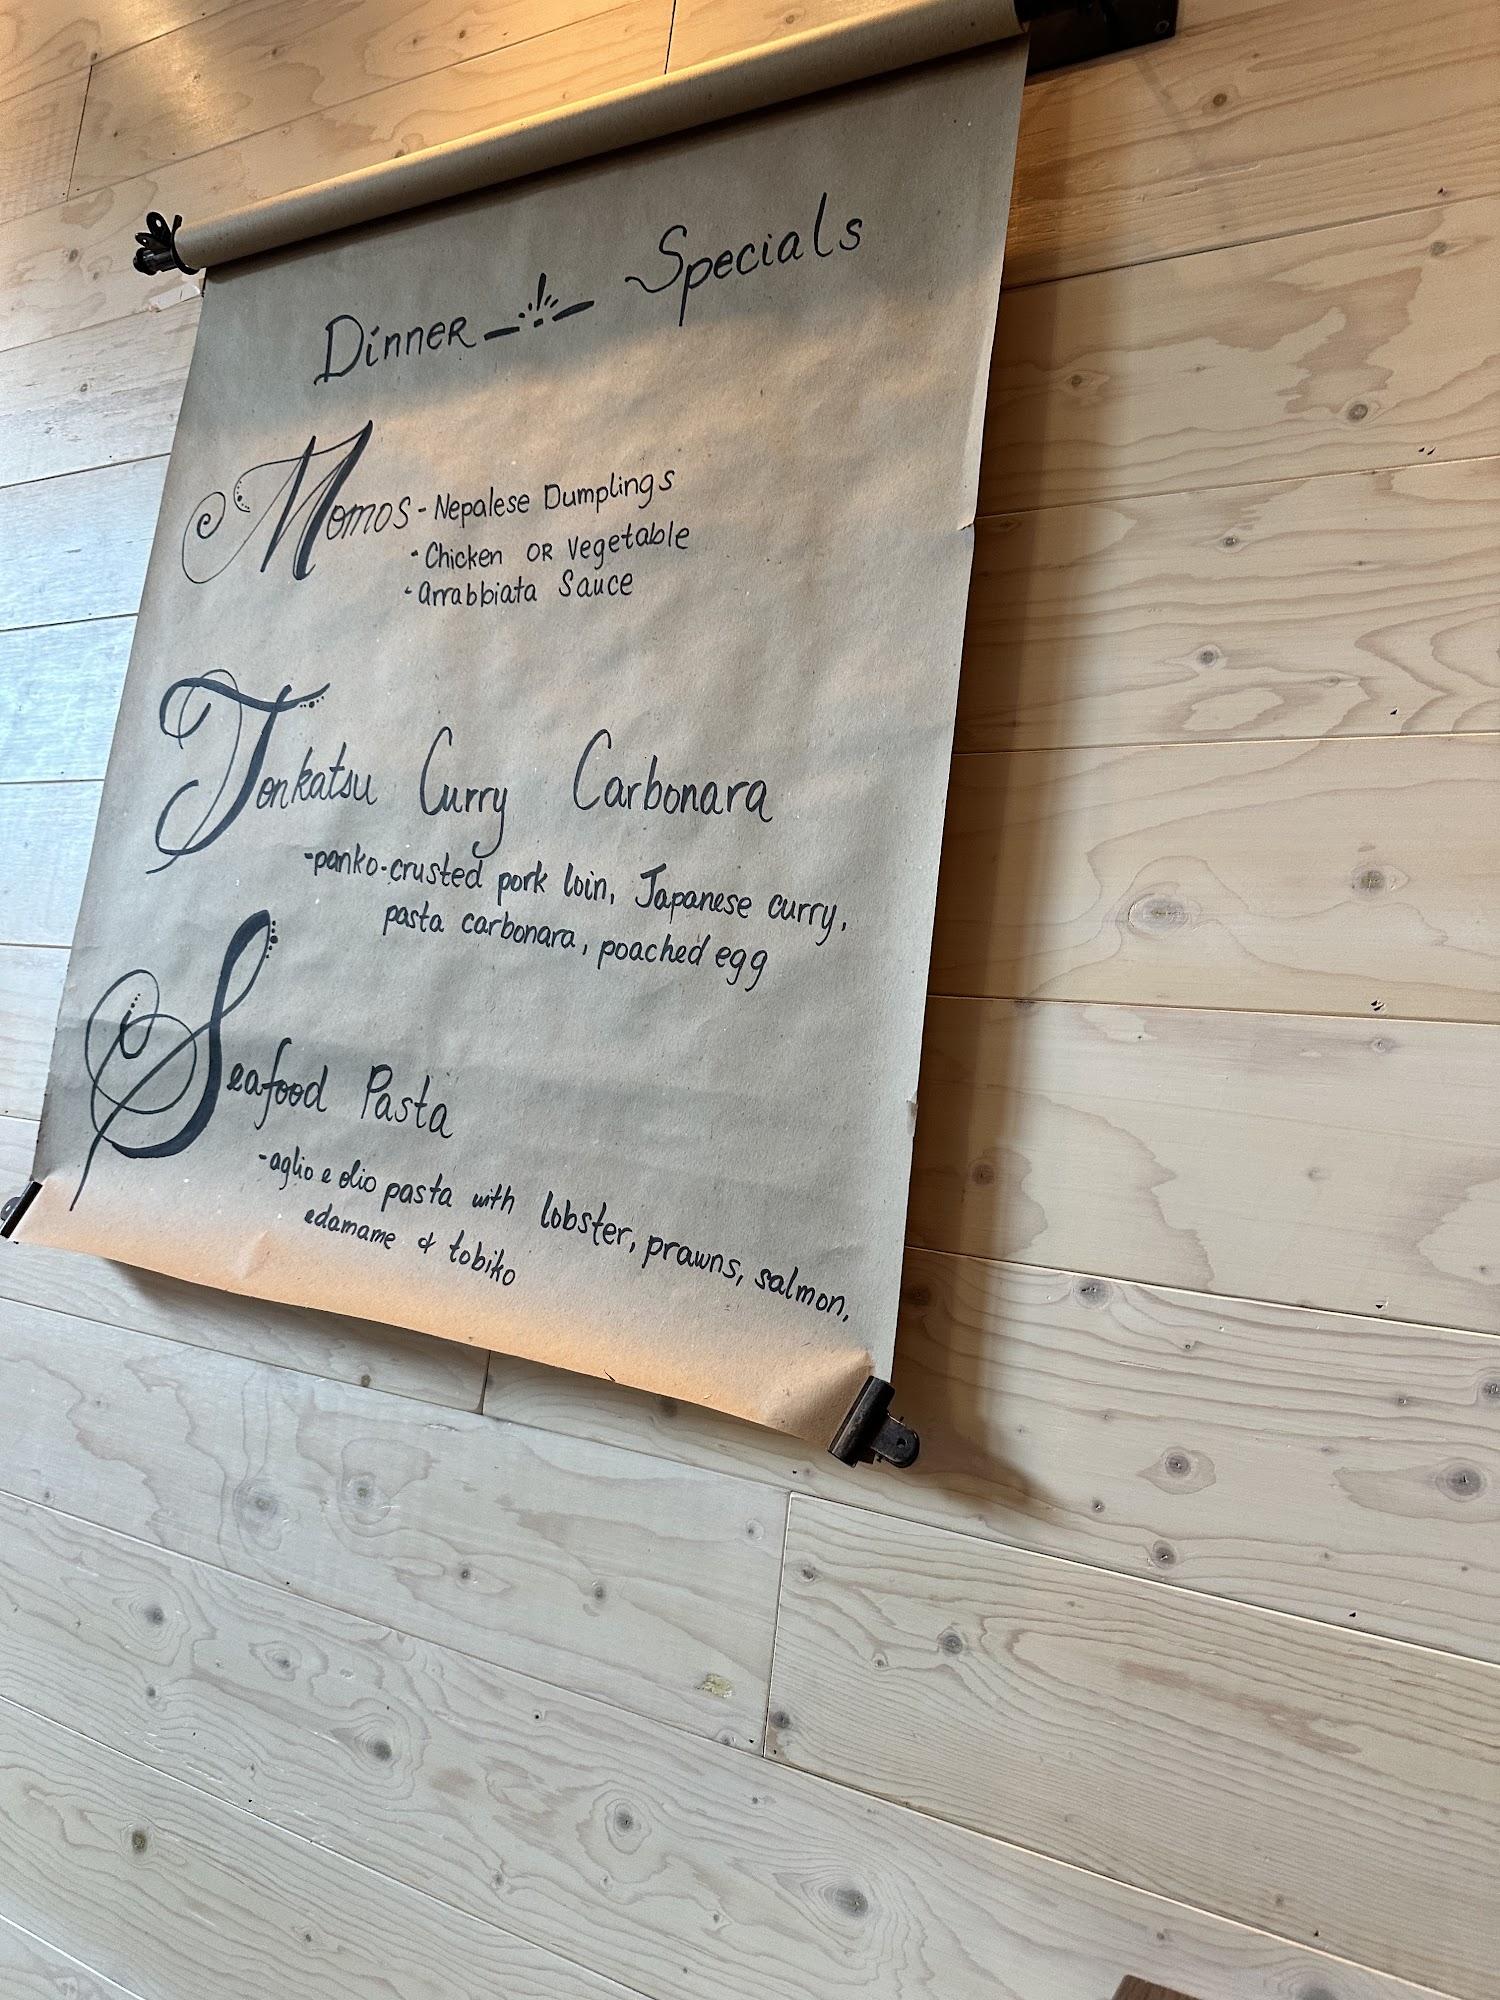 Dinner Specials
Momos - Nepalese Dumplings
· Chicken OR Vegetable
· Arrabbiata Sauce
Tonkatsu Curry Carbonara
-panko-crusted pork loin, Japanese curry,
pasta carbonara, poached egg
Seafood Pasta
-aglio e olio pasta with lobster, prawns, salmon,
edamame & tobiko